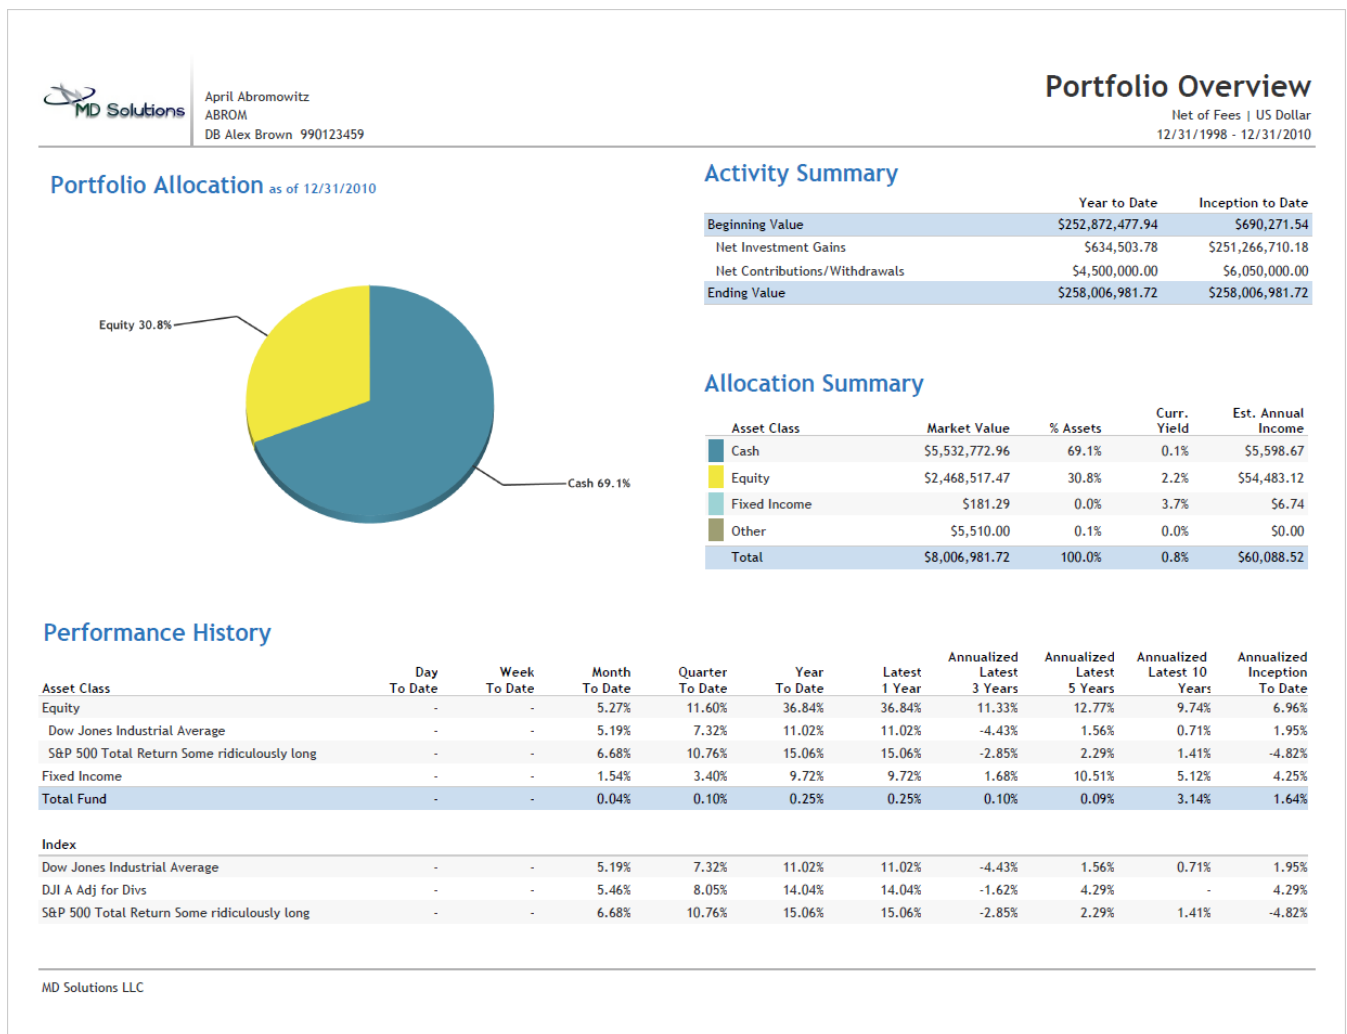 MD Solutions
April Abromowitz
ABROM
DB Alex Brown 990123459
Portfolio Overview
Net of Fees | US Dollar
12/31/1998 - 12/31/2010
Portfolio Allocation as of 12/31/2010
Equity 30.8%
Cash 69.1%
Activity Summary
Year to Date Inception to Date
Beginning Value $252,872,477.94 $690,271.54
Net Investment Gains $634,503.78 $251,266,710.18
Net Contributions/Withdrawals $4,500,000.00 $6,050,000.00
Ending Value $258,006,981.72 $258,006,981.72
Allocation Summary
Curr. Est. Annual
Asset Class Market Value % Assets Yield Income
Cash $5,532,772.96 69.1% 0.1% $5,598.67
Equity $2,468,517.47 30.8% 2.2% $54,483.12
Fixed Income $181.29 0.0% 3.7% $6.74
Other $5,510.00 0.1% 0.0% $0.00
Total $8,006,981.72 100.0% 0.8% $60,088.52
Performance History
Annualized Annualized Annualized Annualized
Day Week Month Quarter Year Latest Latest Latest Latest 10 Inception
Asset Class To Date To Date To Date To Date To Date 1 Year 3 Years 5 Years Years To Date
Equity - - 5.27% 11.60% 36.84% 36.84% 11.33% 12.77% 9.74% 6.96%
Dow Jones Industrial Average - - 5.19% 7.32% 11.02% 11.02% -4.43% 1.56% 0.71% 1.95%
S&P 500 Total Return Some ridiculously long - - 6.68% 10.76% 15.06% 15.06% -2.85% 2.29% 1.41% -4.82%
Fixed Income - - 1.54% 3.40% 9.72% 9.72% 1.68% 10.51% 5.12% 4.25%
Total Fund - - 0.04% 0.10% 0.25% 0.25% 0.10% 0.09% 3.14% 1.64%
Index
Dow Jones Industrial Average - - 5.19% 7.32% 11.02% 11.02% -4.43% 1.56% 0.71% 1.95%
DJI A Adj for Divs - - 5.46% 8.05% 14.04% 14.04% -1.62% 4.29% - 4.29%
S&P 500 Total Return Some ridiculously long - - 6.68% 10.76% 15.06% 15.06% -2.85% 2.29% 1.41% -4.82%
MD Solutions LLC